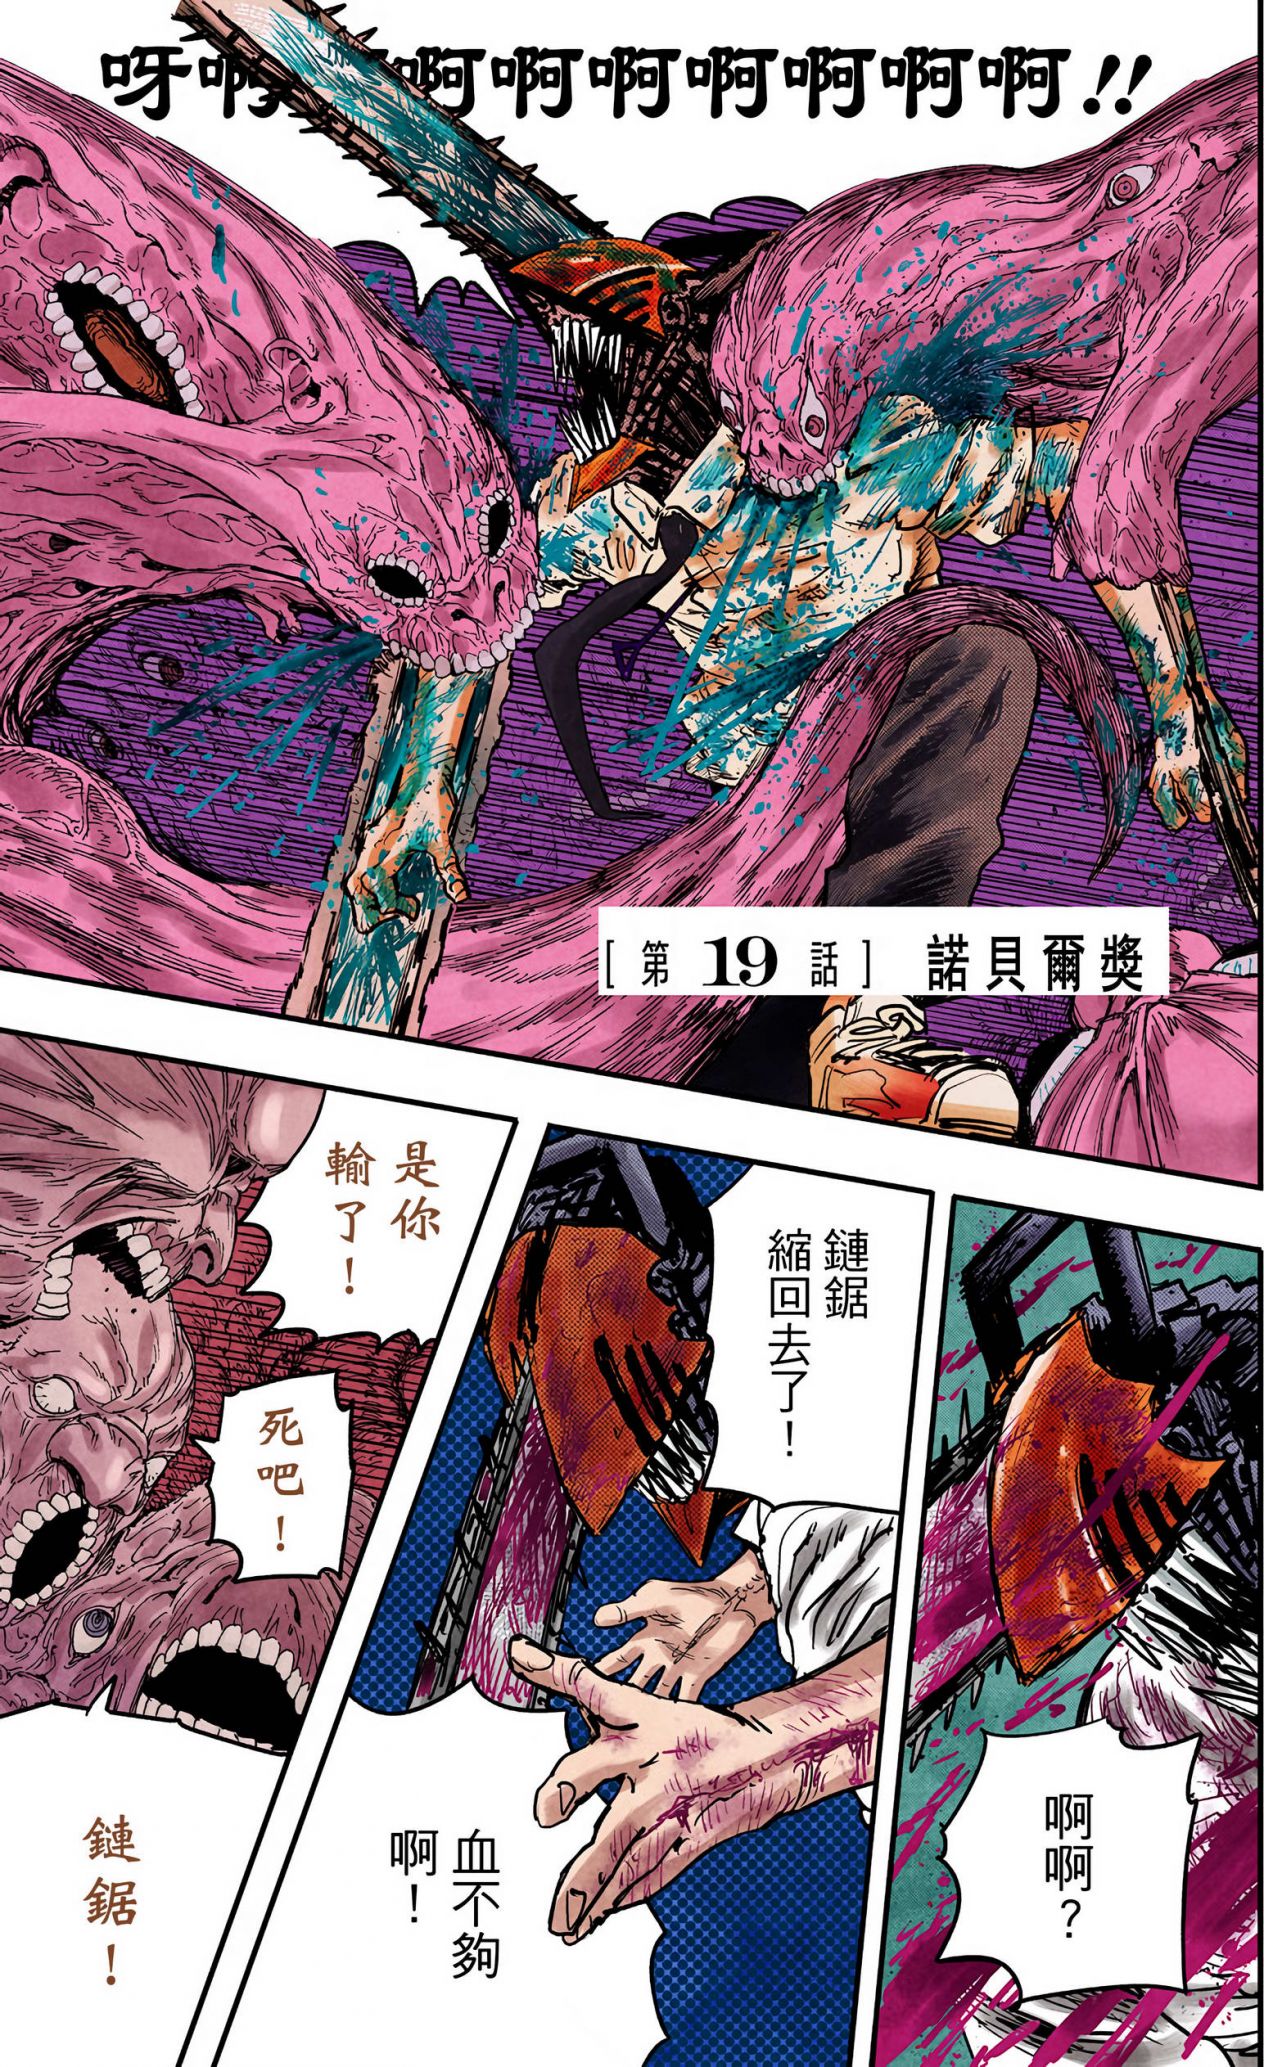 呀啊啊啊啊啊啊啊啊啊!!
[第19話] 諾貝爾獎
啊啊？
鏈鋸
縮回去了！
血不夠
啊！
是你
輸了！
死吧！
鏈鋸！